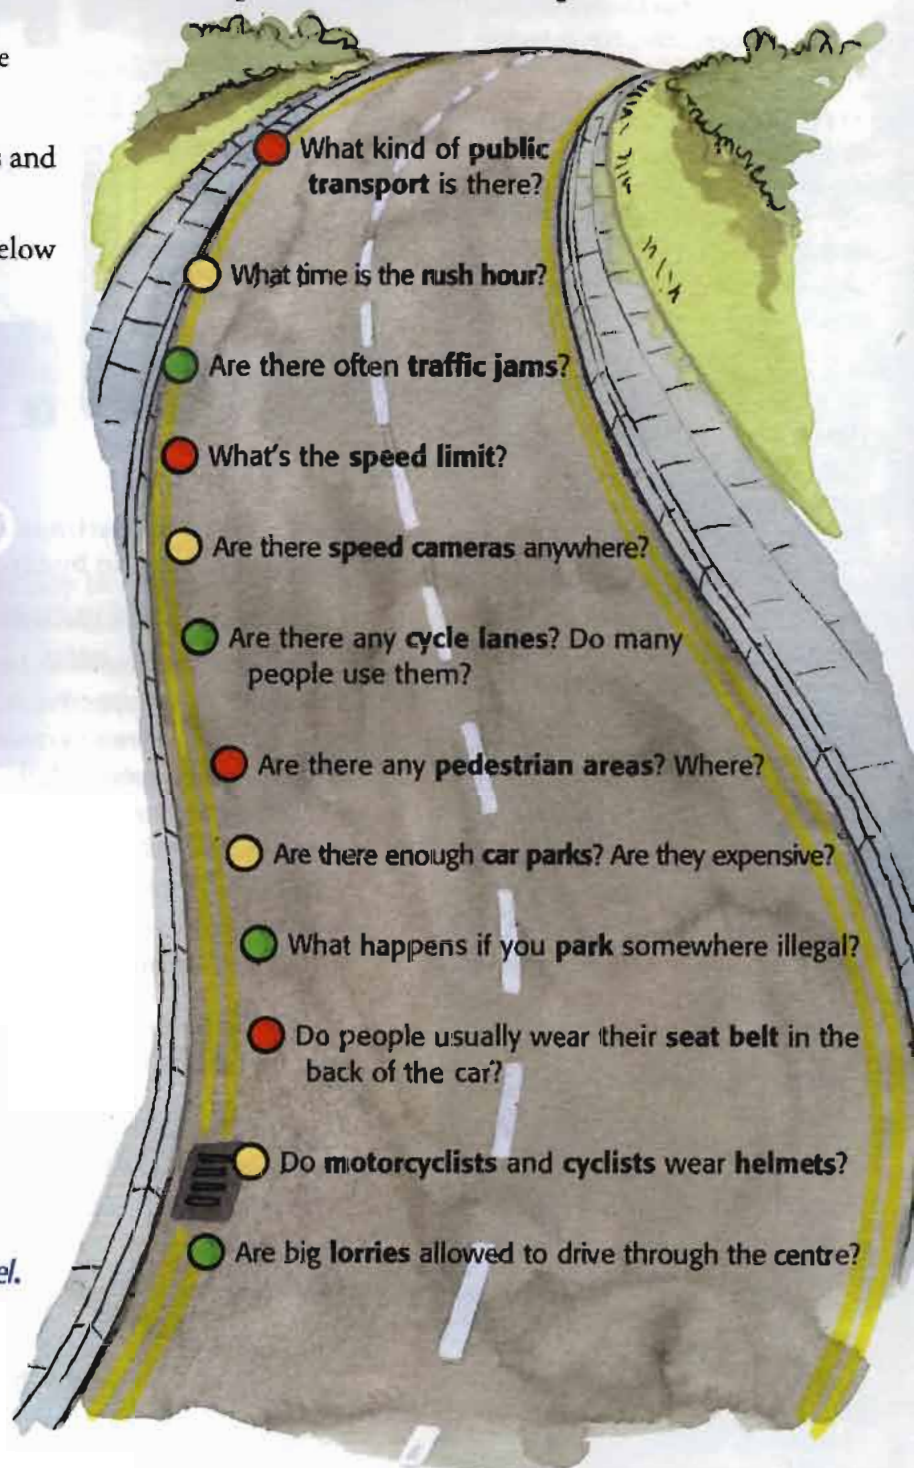 e
s and
elow
What kind of public
transport is there?
What time is the rush hour?
Are there often traffic jams?
What's the speed limit?
Are there speed cameras anywhere?
Are there any cycle lanes? Do many
people use them?
Are there any pedestrian areas? Where?
Are there enough car parks? Are they expensive?
What happens if you park somewhere illegal?
Do people usually wear their seat belt in the
back of the car?
Do motorcyclists and cyclists wear helmets?
Are big lorries allowed to drive through the centre?
el.